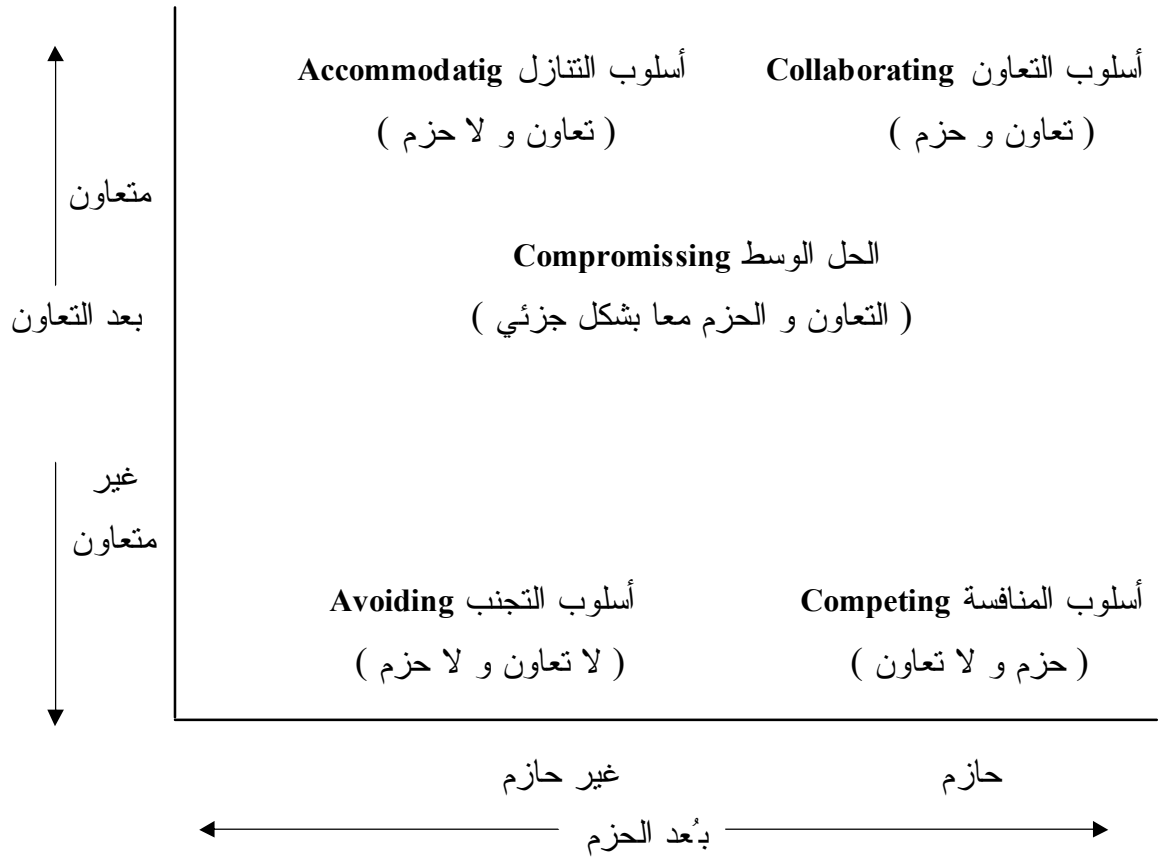 أسلوب التعاون Collaborating
( تعاون و حزم )
أسلوب التنازل Accommodatig
( تعاون و لا حزم )
متعاون
الحل الوسط Compromissing
( التعاون و الحزم معا بشكل جزئي )
بعد التعاون
غير
متعاون
أسلوب المنافسة Competing
( حزم و لا تعاون )
أسلوب التجنب Avoiding
( لا تعاون و لا حزم )
حازم
غير حازم
بُعد الحزم